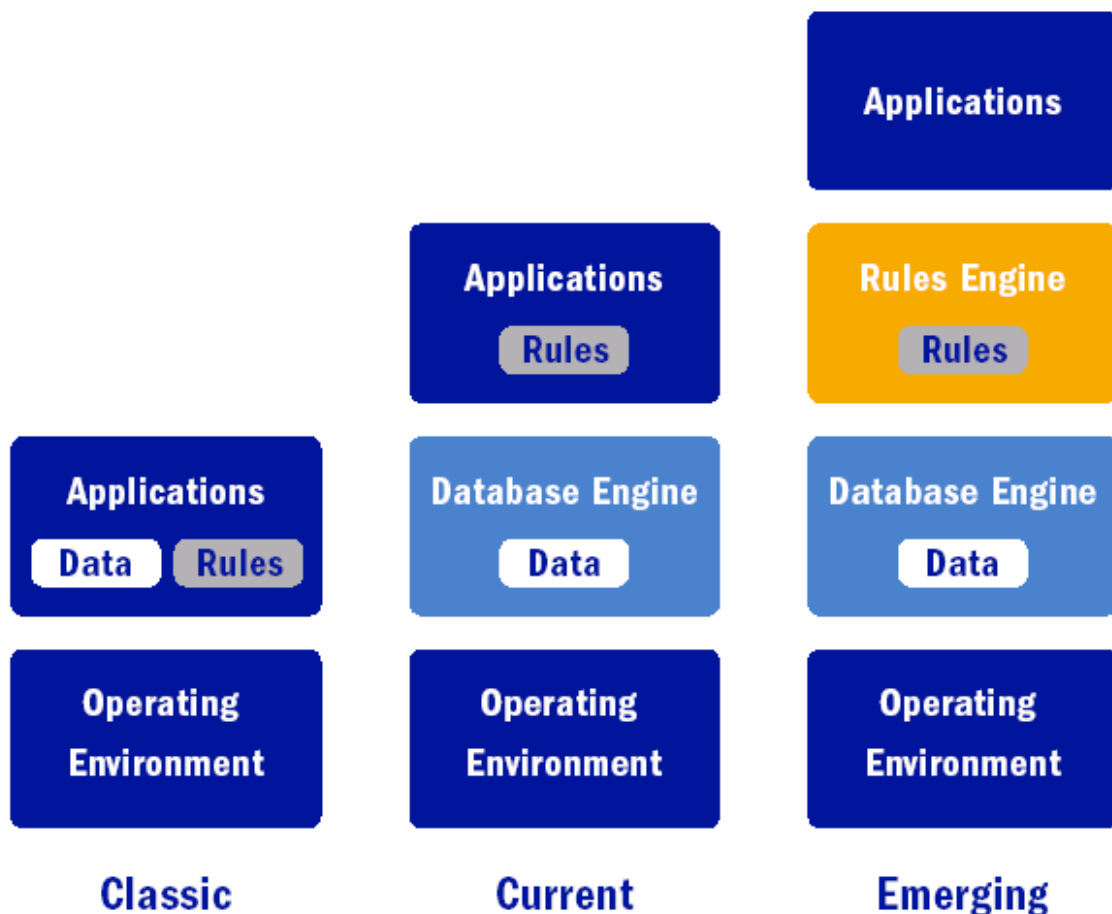 Applications
Applications
Rules Engine
Rules
Rules
Applications
Database Engine
Database Engine
Data
Rules
Data
Data
Operating
Environment
Operating
Environment
Operating
Environment
Classic
Current
Emerging